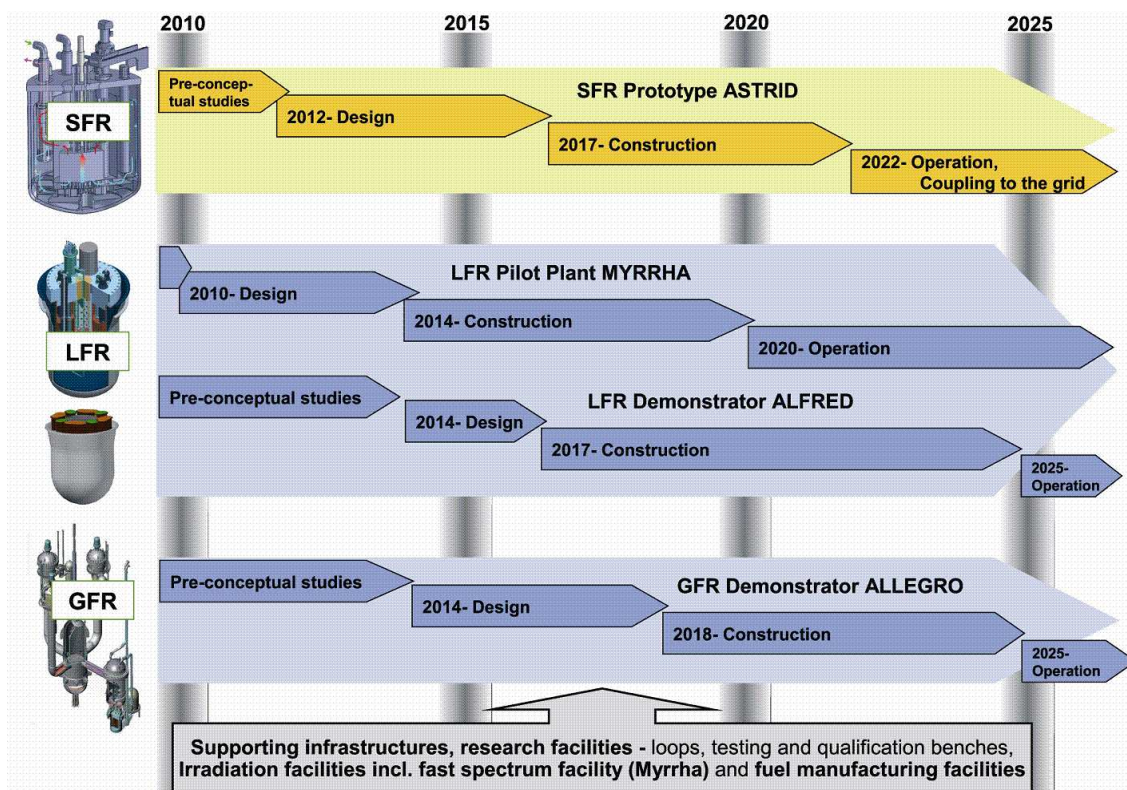 2010 2015 2020 2025
SFR
Pre-concep-
tual studies
SFR Prototype ASTRID
2012- Design
2017- Construction
2022- Operation,
Coupling to the grid
LFR
LFR Pilot Plant MYRRHA
2010- Design
2014- Construction
2020- Operation
Pre-conceptual studies
LFR Demonstrator ALFRED
2014- Design
2017- Construction
2025-
Operation
GFR
Pre-conceptual studies
GFR Demonstrator ALLEGRO
2014- Design
2018- Construction
2025-
Operation
Supporting infrastructures, research facilities - loops, testing and qualification benches,
Irradiation facilities incl. fast spectrum facility (Myrrha) and fuel manufacturing facilities